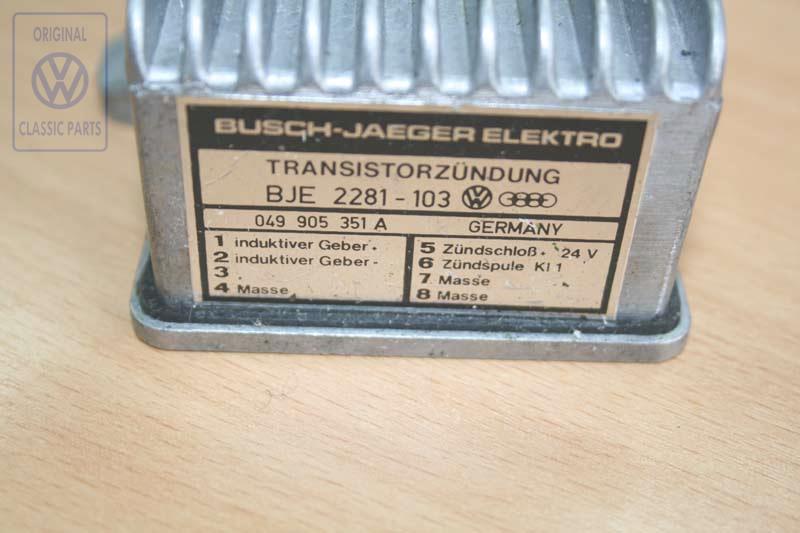 ORIGINAL
CLASSIC PARTS
BUSCH-JAEGER ELEKTRO
TRANSISTORZÜNDUNG
BJE 2281-103
049 905 351 A GERMANY
1 induktiver Geber +
2 induktiver Geber -
3
4 Masse
5 Zündschloß + 24 V
6 Zündspule Kl 1
7 Masse
8 Masse